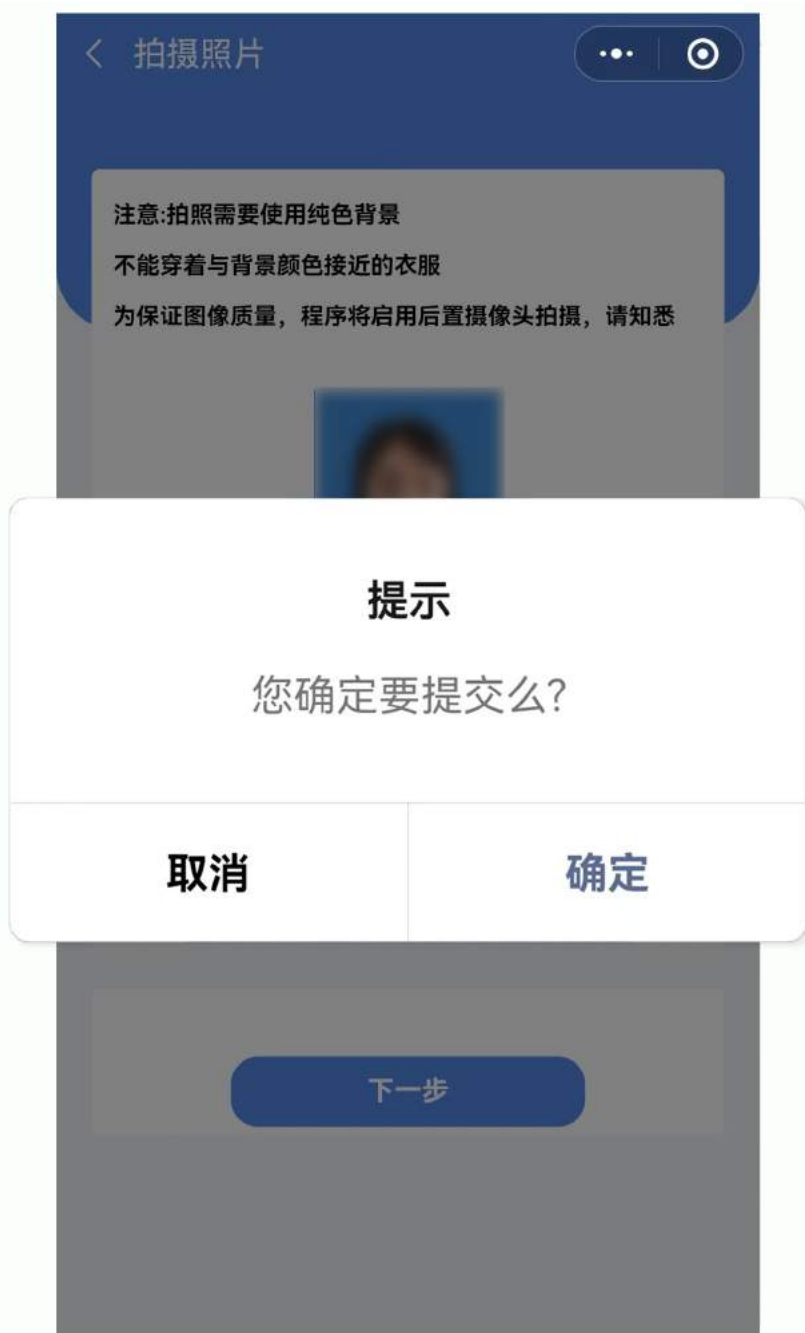 拍摄照片
注意:拍照需要使用纯色背景
不能穿着与背景颜色接近的衣服
为保证图像质量，程序将启用后置摄像头拍摄，请知悉
提示
您确定要提交么?
取消
确定
下一步